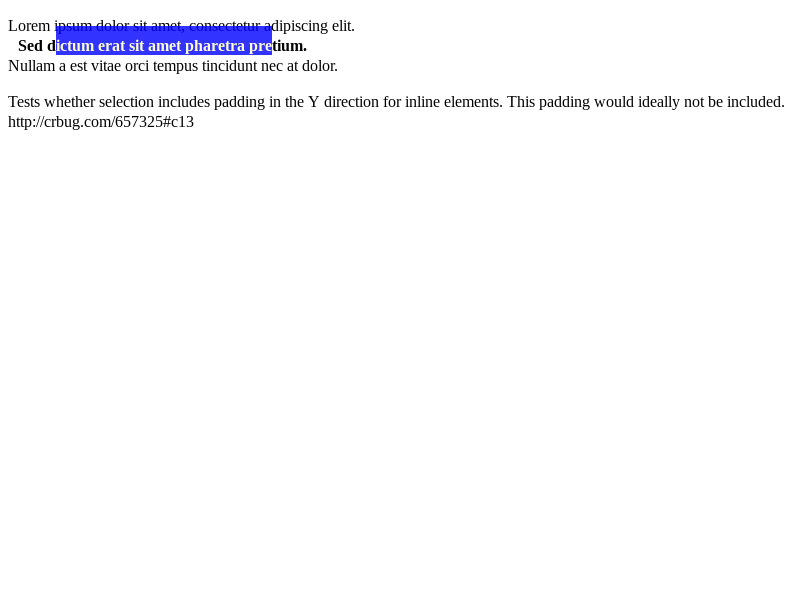 Lorem ipsum dolor sit amet, consectetur adipiscing elit.
Sed dictum erat sit amet pharetra pretium.
Nullam a est vitae orci tempus tincidunt nec at dolor.
Tests whether selection includes padding in the Y direction for inline elements. This padding would ideally not be included.
http://crbug.com/657325#c13